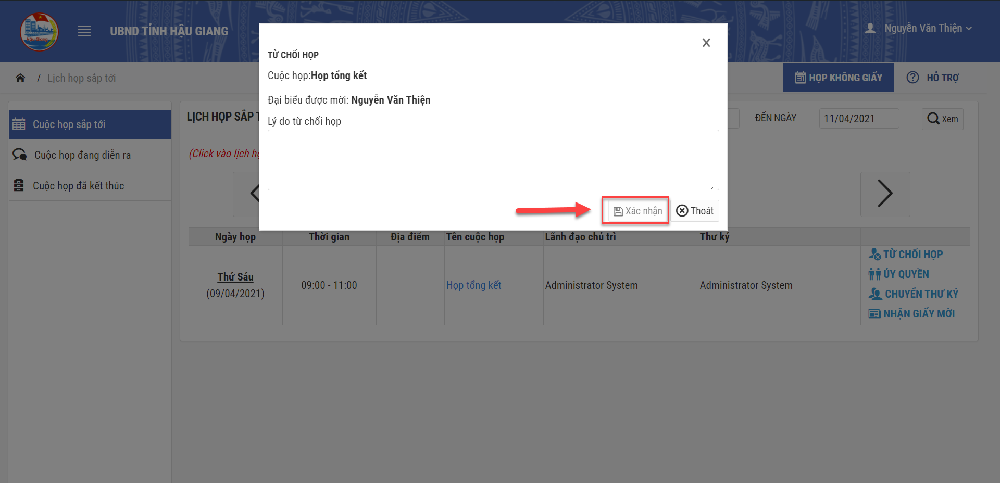 Hậu Giang
UBND TỈNH HẬU GIANG
Nguyễn Văn Thiện
/ Lịch họp sắp tới
HỌP KHÔNG GIẤY
HỖ TRỢ
Cuộc họp sắp tới
Cuộc họp đang diễn ra
Cuộc họp đã kết thúc
LỊCH HỌP SẮP
ĐẾN NGÀY
11/04/2021
Xem
(Click vào lịch
TỪ CHỐI HỌP
Cuộc họp:Họp tổng kết
Đại biểu được mời: Nguyễn Văn Thiện
Lý do từ chối họp
Xác nhận
Thoát
Ngày họp Thời gian Địa điểm Tên cuộc họp Lãnh đạo chủ trì Thư ký
Thứ Sáu
(09/04/2021)
09:00 - 11:00
Họp tổng kết
Administrator System
Administrator System
TỪ CHỐI HỌP
ỦY QUYỀN
CHUYỂN THƯ KÝ
NHẬN GIẤY MỜI